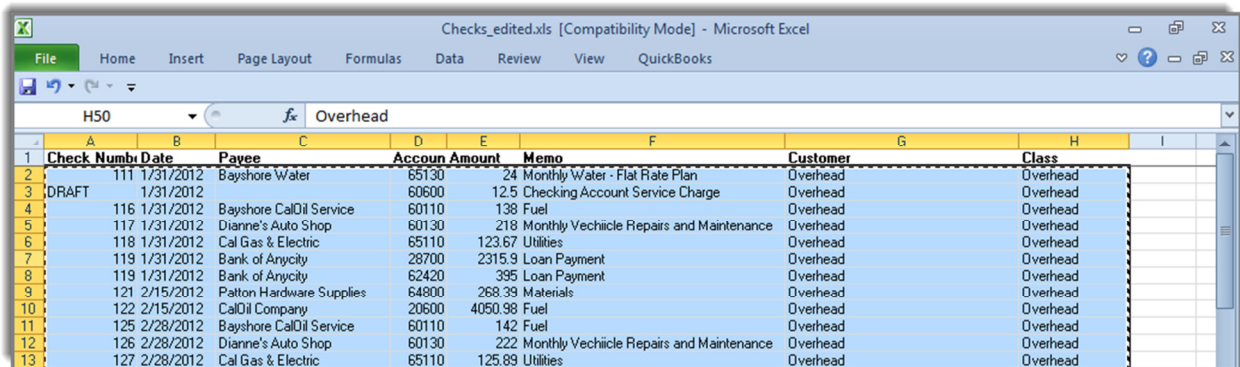 Checks_edited.xls [Compatibility Mode] - Microsoft Excel
File Home Insert Page Layout Formulas Data Review View QuickBooks
H50 fx Overhead
A B C D E F G H I
1 Check Numbe Date Payee Accoun Amount Memo Customer Class
2 111 1/31/2012 Bayshore Water 65130 24 Monthly Water - Flat Rate Plan Overhead Overhead
3 DRAFT 1/31/2012 60600 12.5 Checking Account Service Charge Overhead Overhead
4 116 1/31/2012 Bayshore CalOil Service 60110 138 Fuel Overhead Overhead
5 117 1/31/2012 Dianne's Auto Shop 60130 218 Monthly Vechiicle Repairs and Maintenance Overhead Overhead
6 118 1/31/2012 Cal Gas & Electric 65110 123.67 Utilities Overhead Overhead
7 119 1/31/2012 Bank of Anycity 28700 2315.9 Loan Payment Overhead Overhead
8 119 1/31/2012 Bank of Anycity 62420 395 Loan Payment Overhead Overhead
9 121 2/15/2012 Patton Hardware Supplies 64800 268.39 Materials Overhead Overhead
10 122 2/15/2012 CalOil Company 20600 4050.98 Fuel Overhead Overhead
11 125 2/28/2012 Bayshore CalOil Service 60110 142 Fuel Overhead Overhead
12 126 2/28/2012 Dianne's Auto Shop 60130 222 Monthly Vechiicle Repairs and Maintenance Overhead Overhead
13 127 2/28/2012 Cal Gas & Electric 65110 125.89 Utilities Overhead Overhead